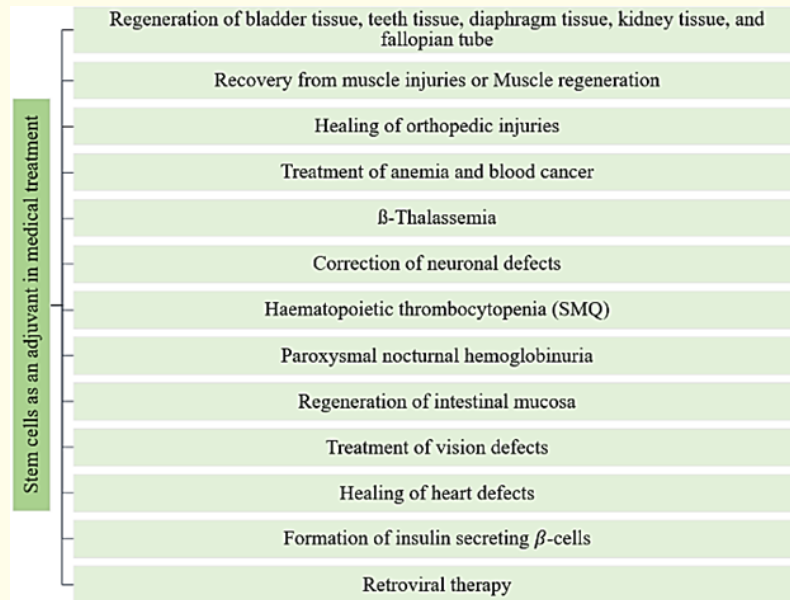 Stem cells as an adjuvant in medical treatment
Regeneration of bladder tissue, teeth tissue, diaphragm tissue, kidney tissue, and
fallopian tube
Recovery from muscle injuries or Muscle regeneration
Healing of orthopedic injuries
Treatment of anemia and blood cancer
ß-Thalassemia
Correction of neuronal defects
Haematopoietic thrombocytopenia (SMQ)
Paroxysmal nocturnal hemoglobinuria
Regeneration of intestinal mucosa
Treatment of vision defects
Healing of heart defects
Formation of insulin secreting β-cells
Retroviral therapy